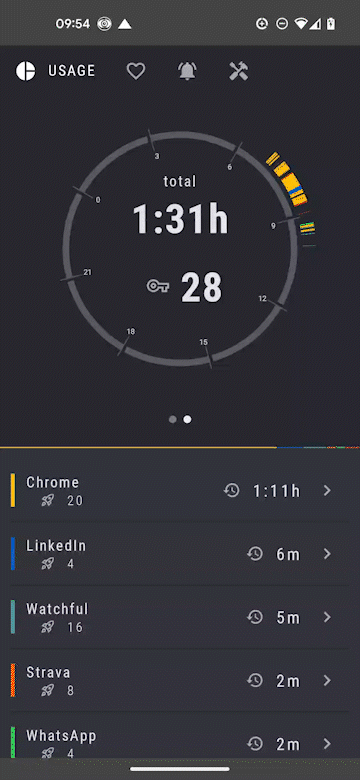 09:54
USAGE
3
6
total
0
1:31h
9
21
28
12
18
15
Chrome
20
1:11h
LinkedIn
4
6m
Watchful
16
5m
Strava
8
2m
WhatsApp
4
2m